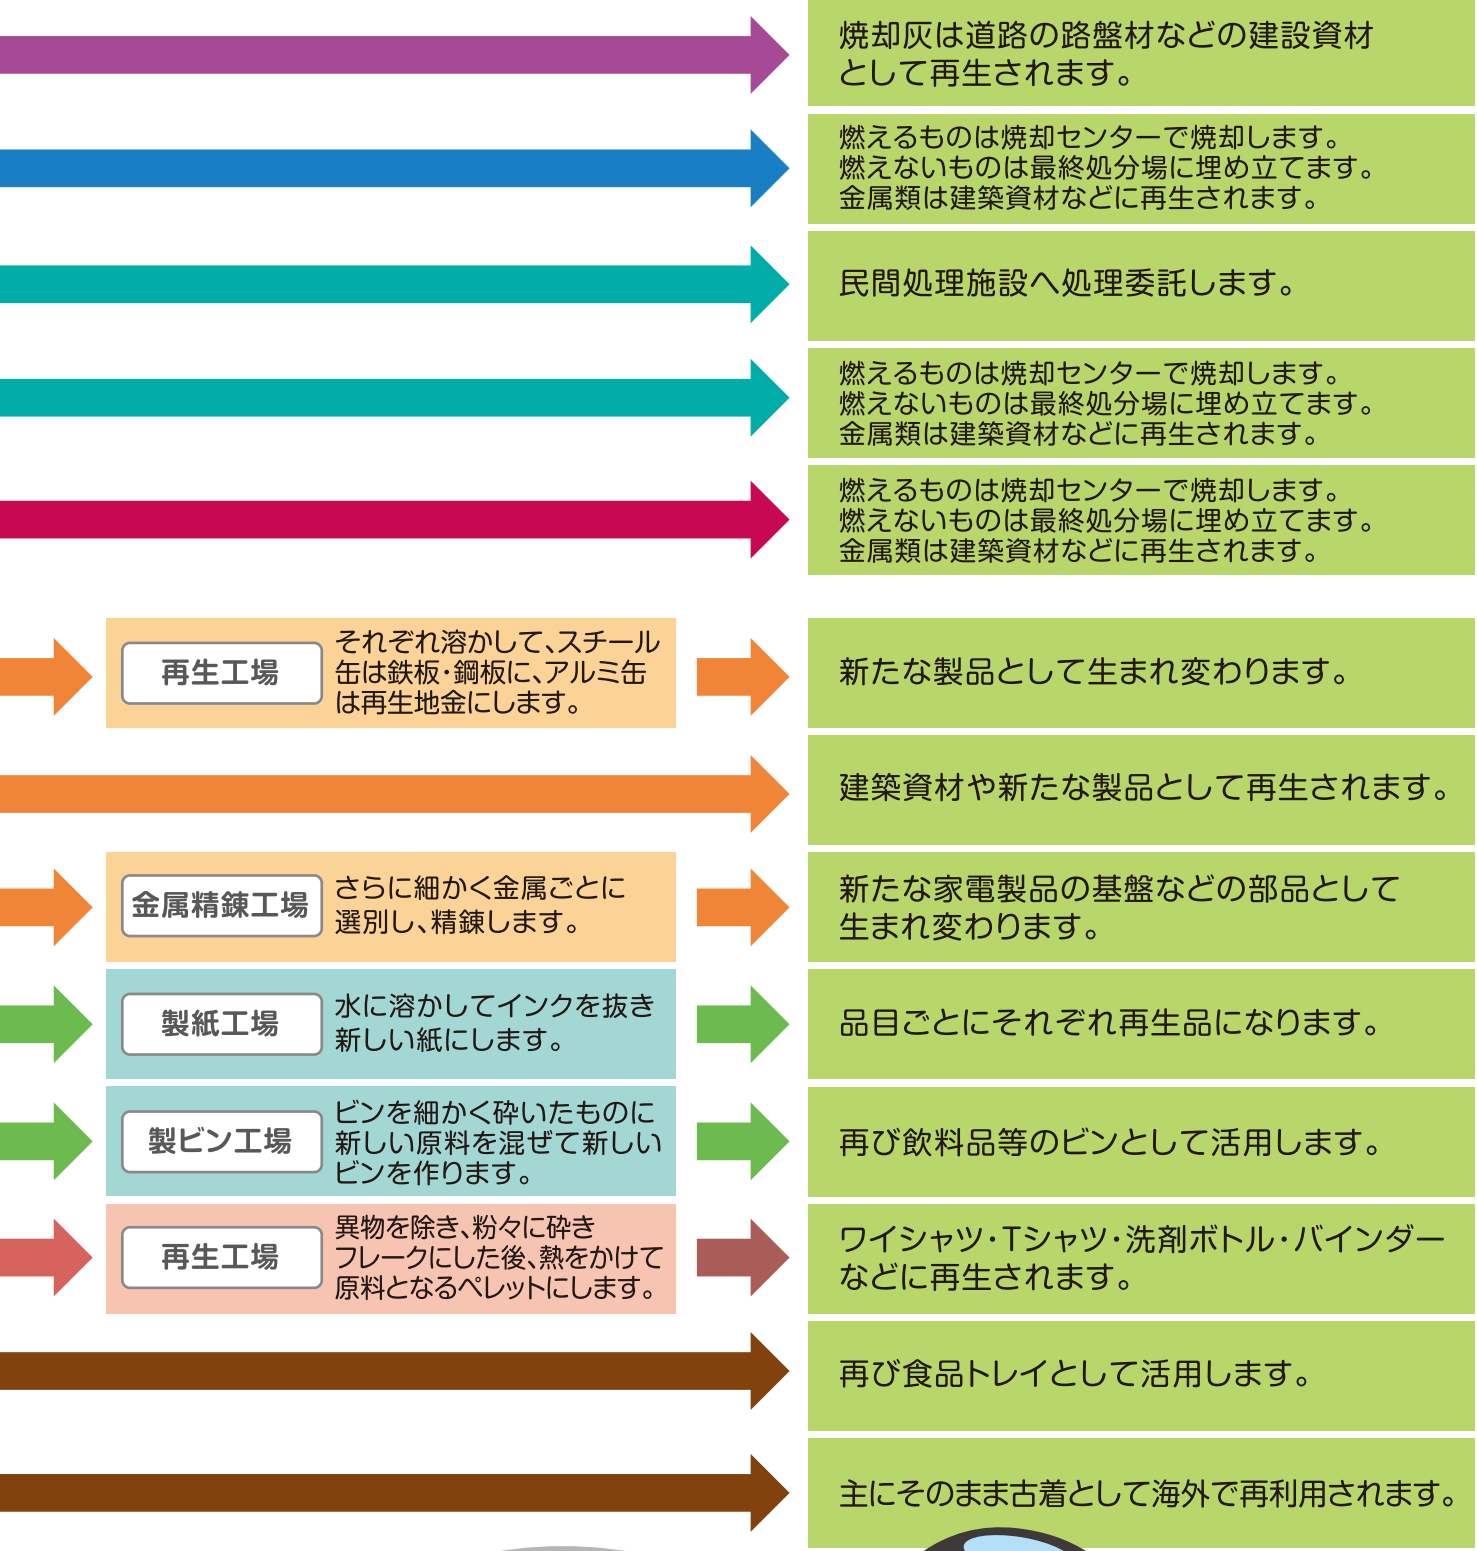 焼却灰は道路の路盤材などの建設資材
として再生されます。
燃えるものは焼却センターで焼却します。
燃えないものは最終処分場に埋め立てます。
金属類は建築資材などに再生されます。
民間処理施設へ処理委託します。
燃えるものは焼却センターで焼却します。
燃えないものは最終処分場に埋め立てます。
金属類は建築資材などに再生されます。
燃えるものは焼却センターで焼却します。
燃えないものは最終処分場に埋め立てます。
金属類は建築資材などに再生されます。
再生工場
それぞれ溶かして、スチール
缶は鉄板・鋼板に、アルミ缶
は再生地金にします。
新たな製品として生まれ変わります。
建築資材や新たな製品として再生されます。
金属精錬工場
さらに細かく金属ごとに
選別し、精錬します。
新たな家電製品の基盤などの部品として
生まれ変わります。
製紙工場
水に溶かしてインクを抜き
新しい紙にします。
品目ごとにそれぞれ再生品になります。
製ビン工場
ビンを細かく砕いたものに
新しい原料を混ぜて新しい
ビンを作ります。
再び飲料品等のビンとして活用します。
再生工場
異物を除き、粉々に砕き
フレークにした後、熱をかけて
原料となるペレットにします。
ワイシャツ・Tシャツ・洗剤ボトル・バインダー
などに再生されます。
再び食品トレイとして活用します。
主にそのまま古着として海外で再利用されます。